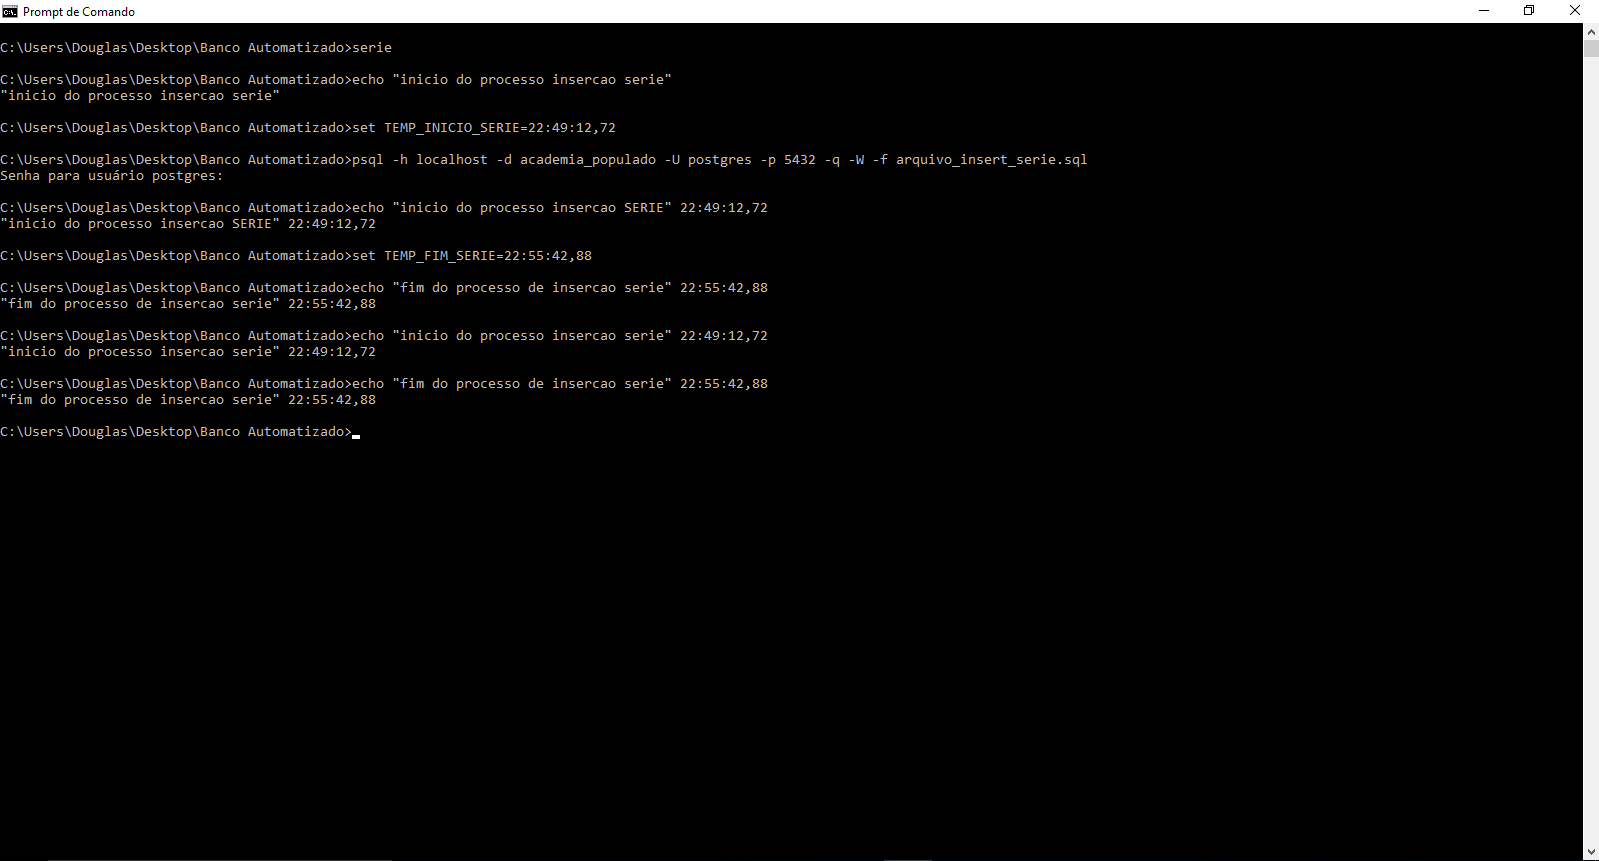 Prompt de Comando
C:\Users\Douglas\Desktop\Banco Automatizado>serie
C:\Users\Douglas\Desktop\Banco Automatizado>echo "inicio do processo insercao serie"
"inicio do processo insercao serie"
C:\Users\Douglas\Desktop\Banco Automatizado>set TEMP_INICIO_SERIE=22:49:12,72
C:\Users\Douglas\Desktop\Banco Automatizado>psql -h localhost -d academia_populado -U postgres -p 5432 -q -W -f arquivo_insert_serie.sql
Senha para usuário postgres:
C:\Users\Douglas\Desktop\Banco Automatizado>echo "inicio do processo insercao SERIE" 22:49:12,72
"inicio do processo insercao SERIE" 22:49:12,72
C:\Users\Douglas\Desktop\Banco Automatizado>set TEMP_FIM_SERIE=22:55:42,88
C:\Users\Douglas\Desktop\Banco Automatizado>echo "fim do processo de insercao serie" 22:55:42,88
"fim do processo de insercao serie" 22:55:42,88
C:\Users\Douglas\Desktop\Banco Automatizado>echo "inicio do processo insercao serie" 22:49:12,72
"inicio do processo insercao serie" 22:49:12,72
C:\Users\Douglas\Desktop\Banco Automatizado>echo "fim do processo de insercao serie" 22:55:42,88
"fim do processo de insercao serie" 22:55:42,88
C:\Users\Douglas\Desktop\Banco Automatizado>